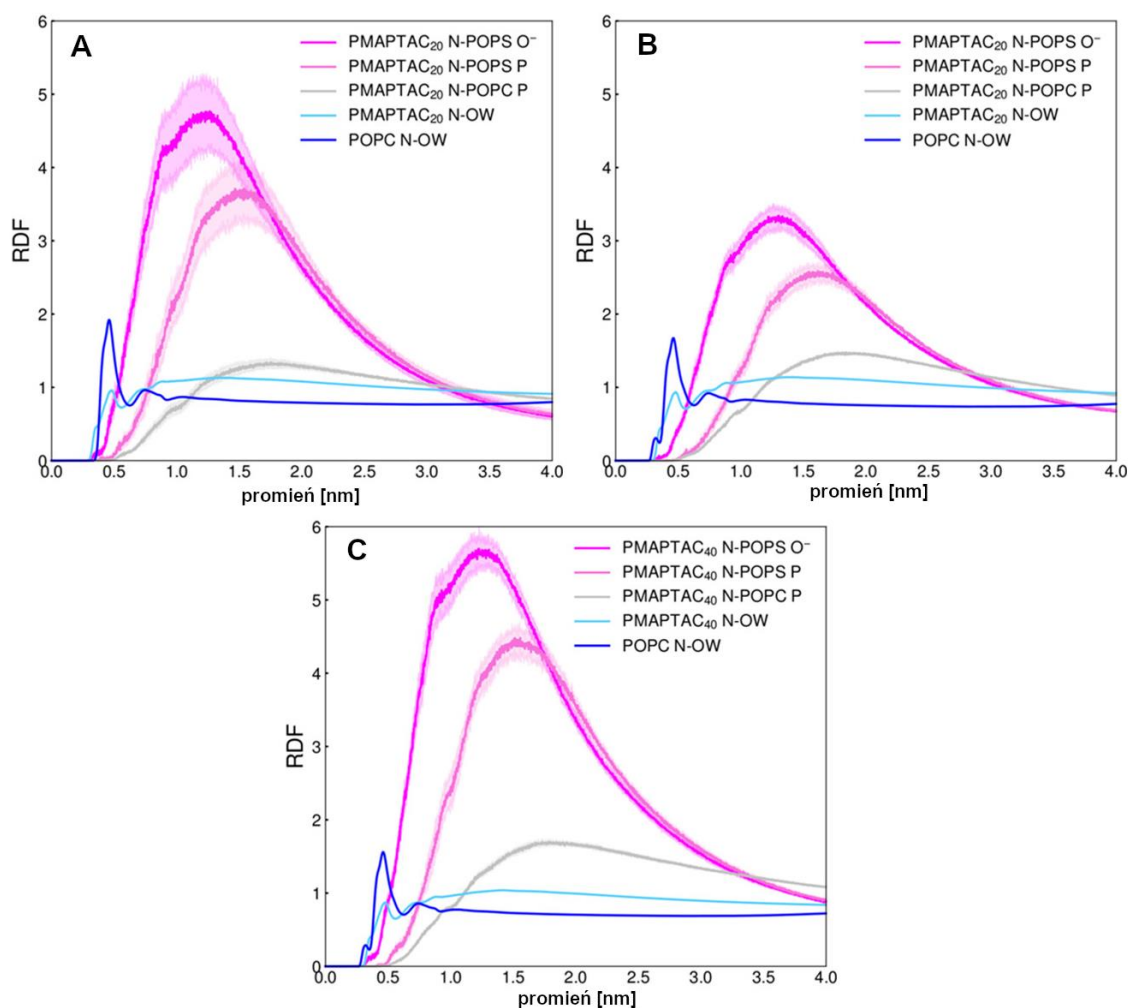 A
PMAPTAC₂₀ N-POPS O⁻
PMAPTAC₂₀ N-POPS P
PMAPTAC₂₀ N-POPC P
PMAPTAC₂₀ N-OW
POPC N-OW
RDF
6
5
4
3
2
1
0
0.0 0.5 1.0 1.5 2.0 2.5 3.0 3.5 4.0
promień [nm]
B
PMAPTAC₂₀ N-POPS O⁻
PMAPTAC₂₀ N-POPS P
PMAPTAC₂₀ N-POPC P
PMAPTAC₂₀ N-OW
POPC N-OW
RDF
6
5
4
3
2
1
0
0.0 0.5 1.0 1.5 2.0 2.5 3.0 3.5 4.0
promień [nm]
C
PMAPTAC₄₀ N-POPS O⁻
PMAPTAC₄₀ N-POPS P
PMAPTAC₄₀ N-POPC P
PMAPTAC₄₀ N-OW
POPC N-OW
RDF
6
5
4
3
2
1
0
0.0 0.5 1.0 1.5 2.0 2.5 3.0 3.5 4.0
promień [nm]